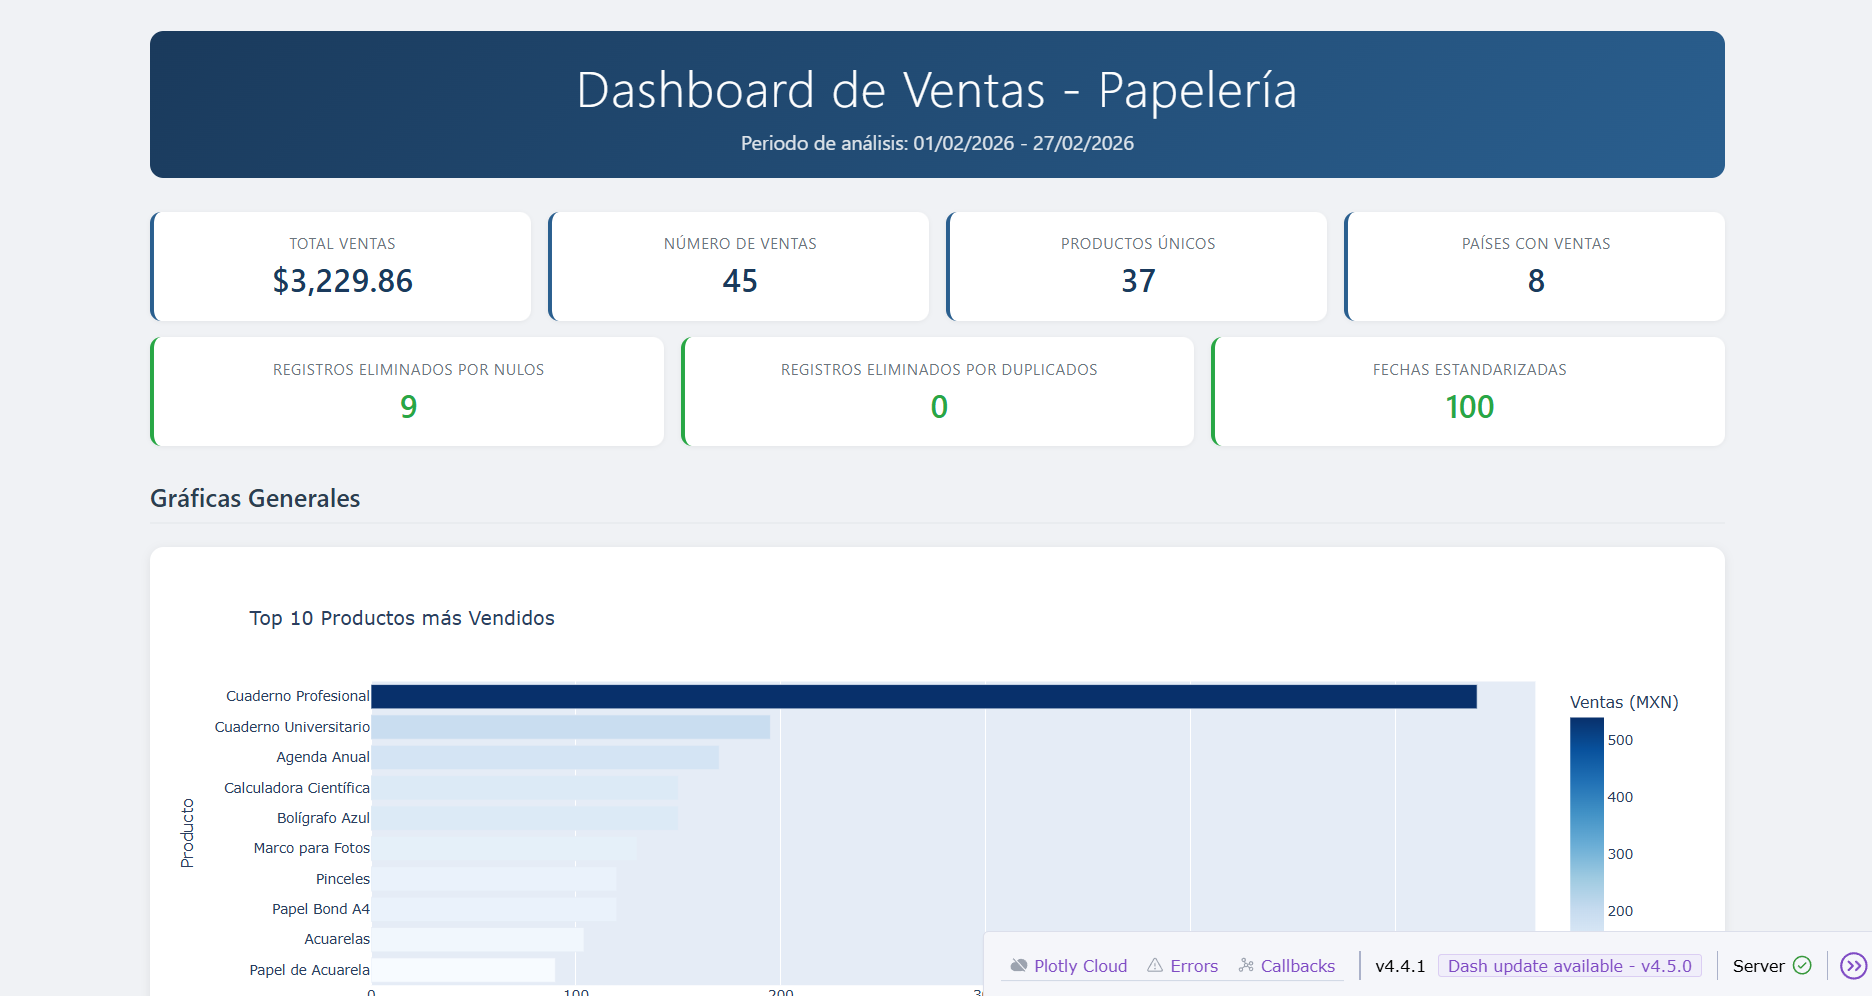 Dashboard de Ventas - Papelería
Periodo de análisis: 01/02/2026 - 27/02/2026
TOTAL VENTAS
$3,229.86
NÚMERO DE VENTAS
45
PRODUCTOS ÚNICOS
37
PAÍSES CON VENTAS
8
REGISTROS ELIMINADOS POR NULOS
9
REGISTROS ELIMINADOS POR DUPLICADOS
0
FECHAS ESTANDARIZADAS
100
Gráficas Generales
Top 10 Productos más Vendidos
Producto
Cuaderno Profesional
Cuaderno Universitario
Agenda Anual
Calculadora Científica
Bolígrafo Azul
Marco para Fotos
Pinceles
Papel Bond A4
Acuarelas
Papel de Acuarela
0 100 200
Ventas (MXN)
500
400
300
200
Plotly Cloud Errors Callbacks v4.4.1 Dash update available - v4.5.0 Server